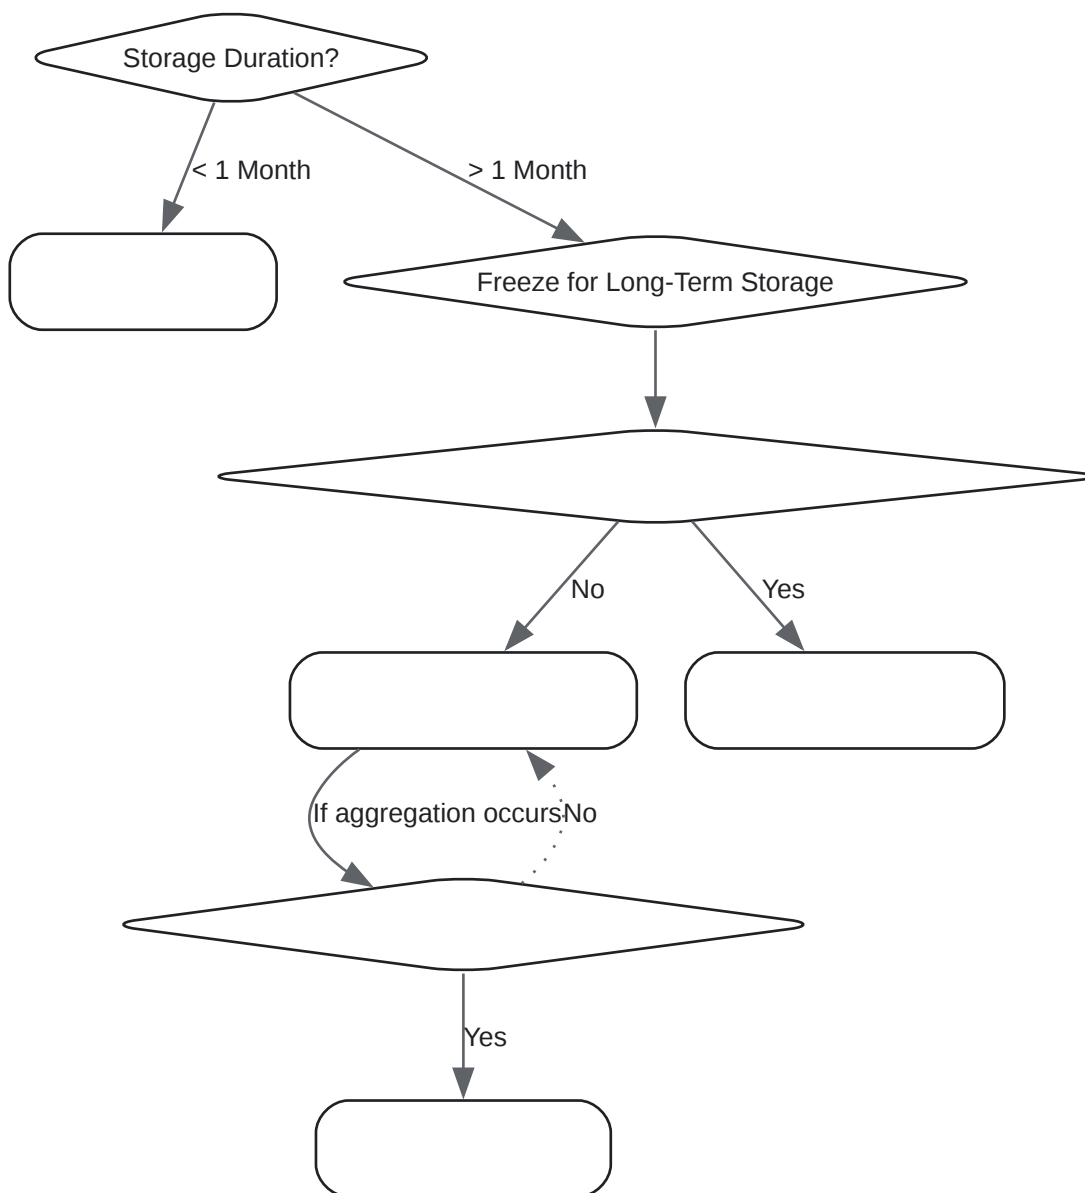 Storage Duration?
< 1 Month
> 1 Month
Freeze for Long-Term Storage
No
Yes
If aggregation occurs
No
Yes